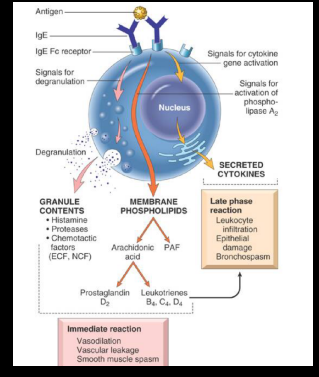 Antigen
IgE
IgE Fc receptor
Signals for
degranulation
Signals for cytokine
gene activation
Signals for
activation of
phospho-
lipase A2
Nucleus
Degranulation
SECRETED
CYTOKINES
GRANULE
CONTENTS
• Histamine
• Proteases
• Chemotactic
factors
(ECF, NCF)
MEMBRANE
PHOSPHOLIPIDS
Arachidonic
acid
PAF
Prostaglandin
D2
Leukotrienes
B4, C4, D4
Late phase
reaction
Leukocyte
infiltration
Epithelial
damage
Bronchospasm
Immediate reaction
Vasodilation
Vascular leakage
Smooth muscle spasm